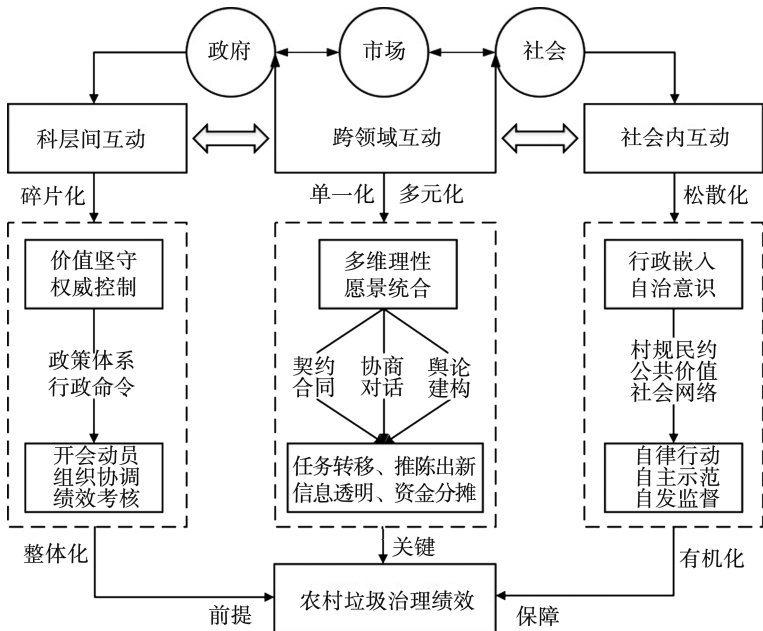 政府
市场
社会
科层间互动
跨领域互动
社会内互动
碎片化
单一化
多元化
松散化
价值坚守
权威控制
多维理性
愿景统合
行政嵌入
自治意识
政策体系
行政命令
契约
合同
协商
对话
舆论
建构
村规民约
公共价值
社会网络
开会动员
组织协调
绩效考核
任务转移、推陈出新
信息透明、资金分摊
自律行动
自主示范
自发监督
整体化
关键
有机化
前提
农村垃圾治理绩效
保障